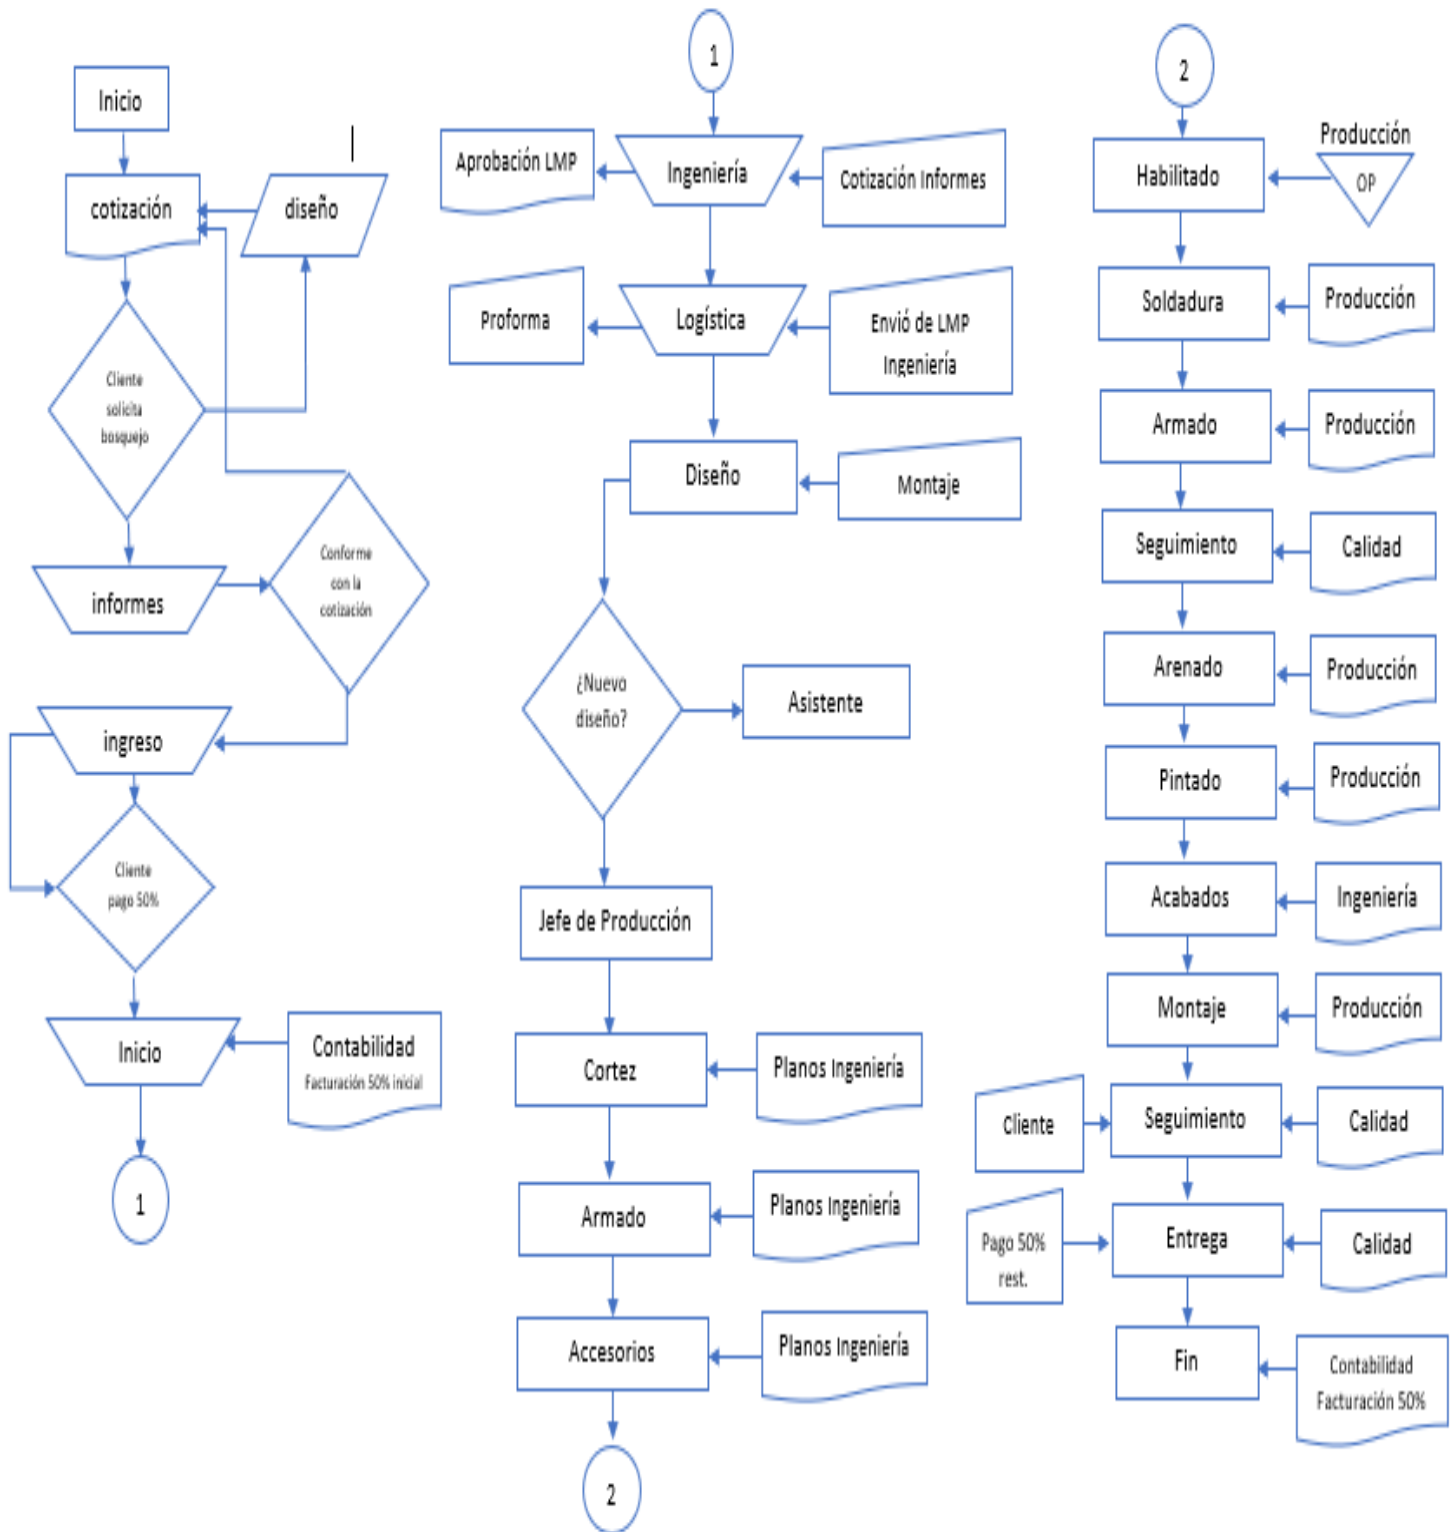 Inicio
cotización
diseño
Cliente
solicita
bosquejo
informes
Conforme
con la
cotización
ingreso
Cliente
pago 50%
Inicio
Contabilidad
Facturación 50% inicial
1
1
Aprobación LMP
Ingeniería
Cotización Informes
Proforma
Logística
Envió de LMP
Ingeniería
Diseño
Montaje
¿Nuevo
diseño?
Asistente
Jefe de Producción
Cortez
Planos Ingeniería
Armado
Planos Ingeniería
Accesorios
Planos Ingeniería
2
2
Habilitado
Producción
OP
Soldadura
Producción
Armado
Producción
Seguimiento
Calidad
Arenado
Producción
Pintado
Producción
Acabados
Ingeniería
Montaje
Producción
Cliente
Seguimiento
Calidad
Pago 50%
rest.
Entrega
Calidad
Fin
Contabilidad
Facturación 50%